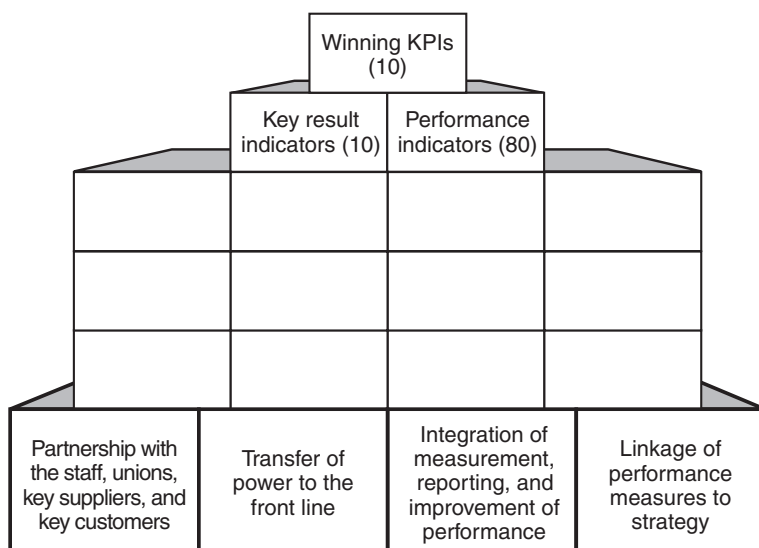 Winning KPIs
(10)
Key result
indicators (10)
Performance
indicators (80)
Partnership with
the staff, unions,
key suppliers, and
key customers
Transfer of
power to the
front line
Integration of
measurement,
reporting, and
improvement of
performance
Linkage of
performance
measures to
strategy